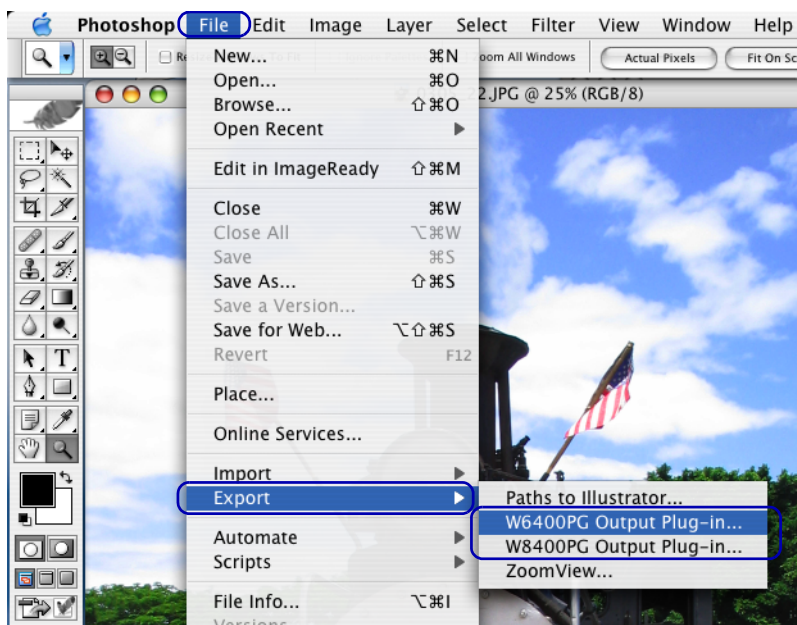 Photoshop File Edit Image Layer Select Filter View Window Help
Zoom All Windows Actual Pixels Fit On Sc
22.JPG @ 25% (RGB/8)
New... ⌘N
Open... ⌘O
Browse... ⇧⌘O
Open Recent ▶
Edit in ImageReady ⇧⌘M
Close ⌘W
Close All ⌥⌘W
Save ⌘S
Save As... ⇧⌘S
Save a Version...
Save for Web... ⌥⇧⌘S
Revert F12
Place...
Online Services...
Import ▶
Export ▶
Paths to Illustrator...
W6400PG Output Plug-in...
W8400PG Output Plug-in...
ZoomView...
Automate ▶
Scripts ▶
File Info... ⌥⌘I
Versions